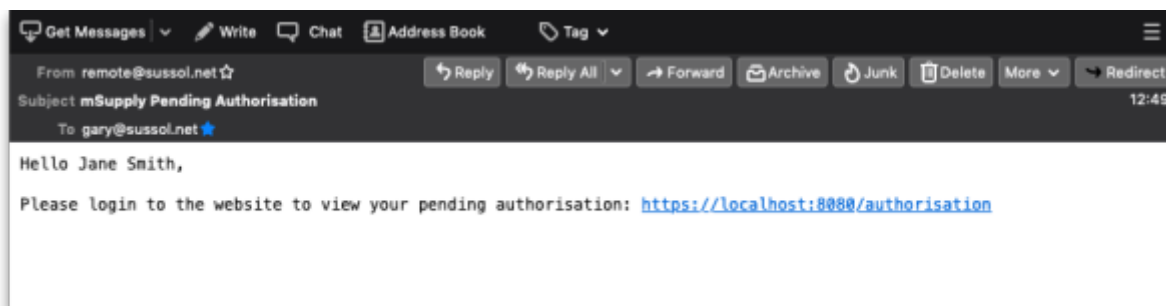 Get Messages Write Chat Address Book Tag
From remote@sussol.net Reply Reply All Forward Archive Junk Delete More Redirect
Subject mSupply Pending Authorisation 12:49
To gary@sussol.net
Hello Jane Smith,
Please login to the website to view your pending authorisation: https://localhost:8080/authorisation